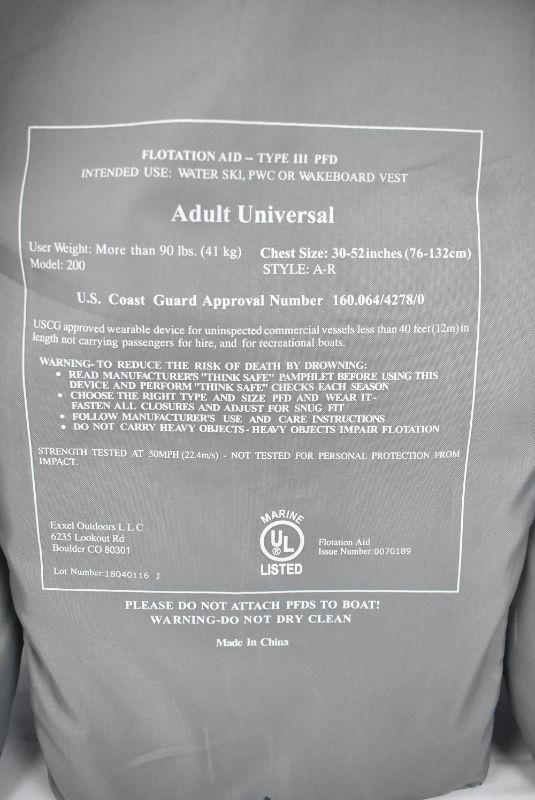 FLOTATION AID – TYPE III PFD
INTENDED USE: WATER SKI, PWC OR WAKEBOARD VEST
Adult Universal
User Weight: More than 90 lbs. (41 kg) Chest Size: 30-52inches (76-132cm)
Model: 200 STYLE: A-R
U.S. Coast Guard Approval Number 160.064/4278/0
USCG approved wearable device for uninspected commercial vessels less than 40 feet(12m) in
length not carrying passengers for hire, and for recreational boats.
WARNING- TO REDUCE THE RISK OF DEATH BY DROWNING:
• READ MANUFACTURER'S "THINK SAFE" PAMPHLET BEFORE USING THIS
DEVICE AND PERFORM "THINK SAFE" CHECKS EACH SEASON
• CHOOSE THE RIGHT TYPE AND SIZE PFD AND WEAR IT-
FASTEN ALL CLOSURES AND ADJUST FOR SNUG FIT
• FOLLOW MANUFACTURER'S USE AND CARE INSTRUCTIONS
• DO NOT CARRY HEAVY OBJECTS - HEAVY OBJECTS IMPAIR FLOTATION
STRENGTH TESTED AT 50MPH (22.4m/s) - NOT TESTED FOR PERSONAL PROTECTION FROM
IMPACT.
Exxel Outdoors L L C
6235 Lookout Rd
Boulder CO 80301
Lot Number:18040116 J
MARINE
UL
®
LISTED
Flotation Aid
Issue Number:0070189
PLEASE DO NOT ATTACH PFDS TO BOAT!
WARNING-DO NOT DRY CLEAN
Made In China